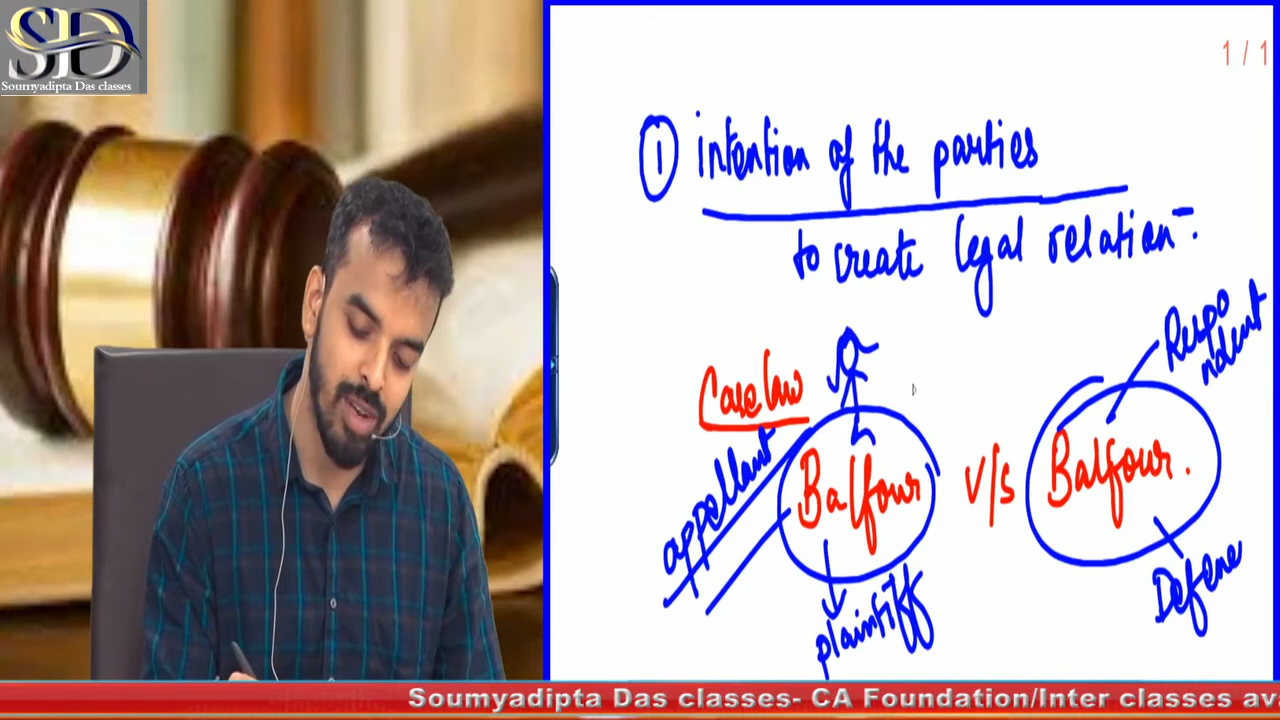 SJD
Soumyadipta Das classes
1 / 1
① intention of the parties
to create legal relation.
Respo
ndent
Case law
appellant
Balfour v/s Balfour.
plaintiff
Defene
Soumyadipta Das classes- CA Foundation/Inter classes av